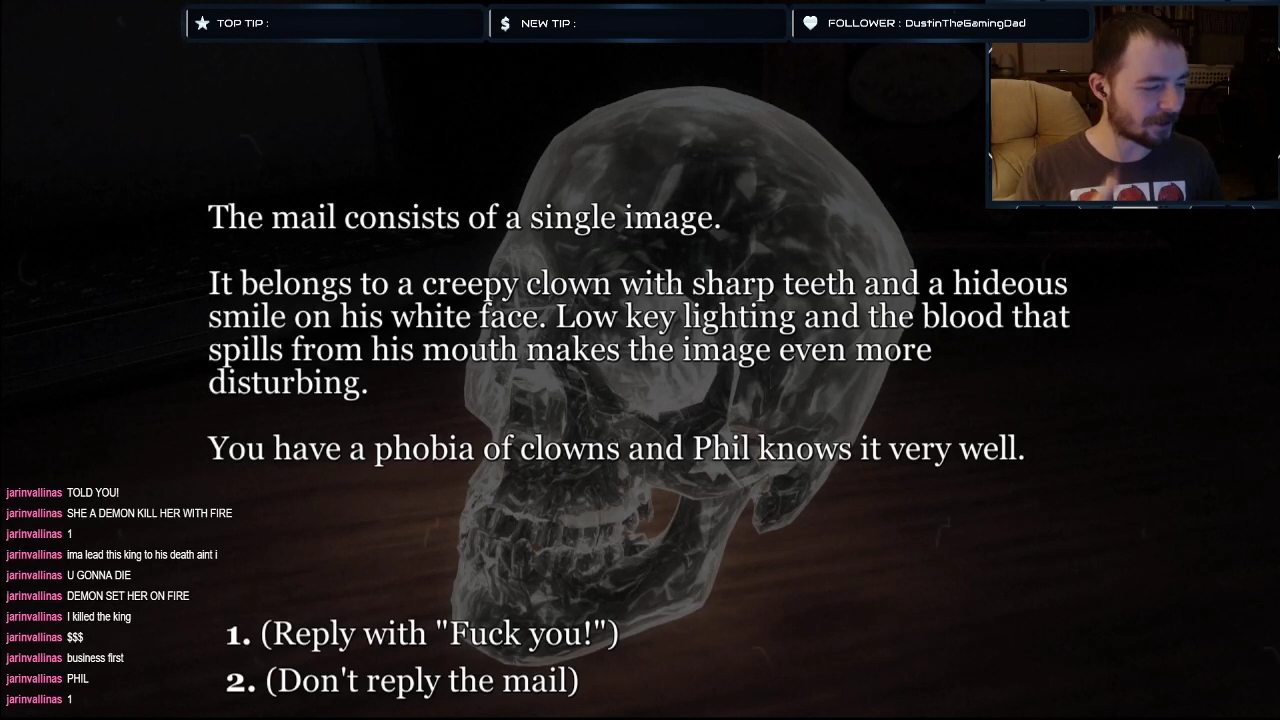 TOP TIP :
NEW TIP :
FOLLOWER : DustinTheGamingDad
The mail consists of a single image.
It belongs to a creepy clown with sharp teeth and a hideous
smile on his white face. Low key lighting and the blood that
spills from his mouth makes the image even more
disturbing.
You have a phobia of clowns and Phil knows it very well.
jarinvallinas TOLD YOU!
jarinvallinas SHE A DEMON KILL HER WITH FIRE
jarinvallinas 1
jarinvallinas ima lead this king to his death aint i
jarinvallinas U GONNA DIE
jarinvallinas DEMON SET HER ON FIRE
jarinvallinas I killed the king
jarinvallinas $$$
jarinvallinas business first
jarinvallinas PHIL
jarinvallinas 1
1. (Reply with "Fuck you!")
2. (Don't reply the mail)